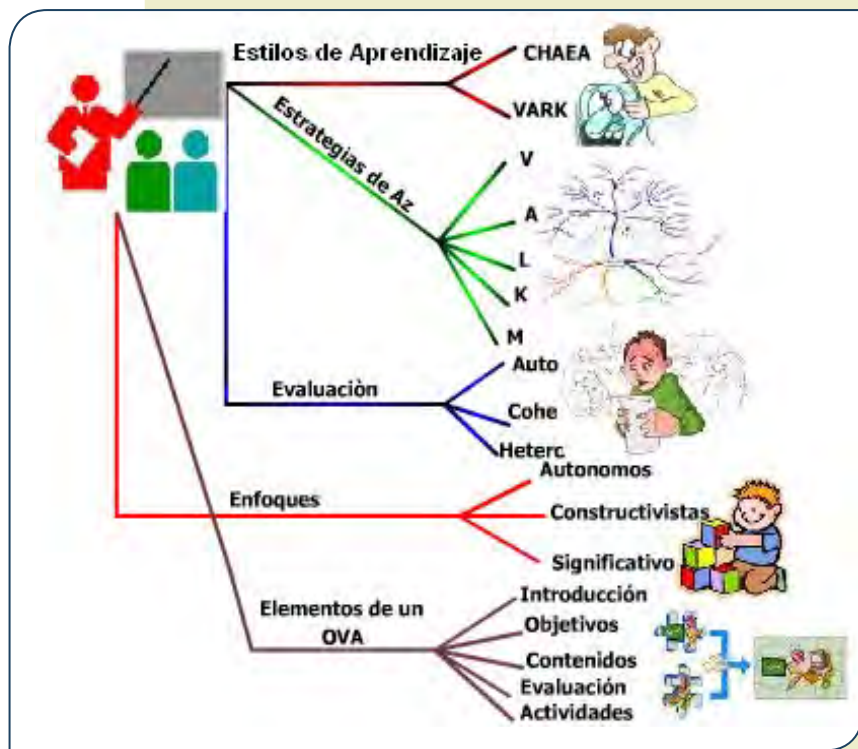 Estilos de Aprendizaje
CHAEA
VARK
Estrategias de Az
V
A
L
K
M
Evaluaciòn
Auto
Cohe
Heterc
Enfoques
Autonomos
Constructivistas
Significativo
Elementos de un
OVA
Introducción
Objetivos
Contenidos
Evaluación
Actividades